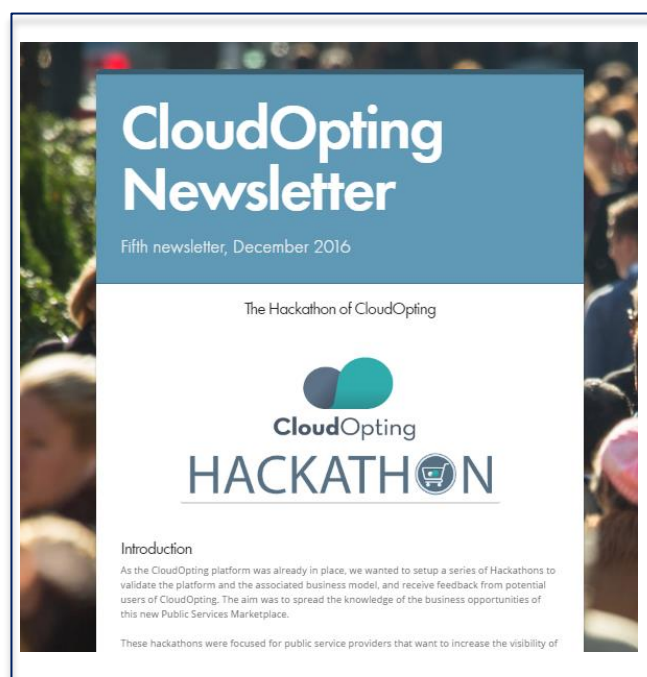 CloudOpting
Newsletter
Fifth newsletter, December 2016
The Hackathon of CloudOpting
CloudOpting
HACKATHON
Introduction
As the CloudOpting platform was already in place, we wanted to setup a series of Hackathons to
validate the platform and the associated business model, and receive feedback from potential
users of CloudOpting. The aim was to spread the knowledge of the business opportunities of
this new Public Services Marketplace.
These hackathons were focused for public service providers that want to increase the visibility of